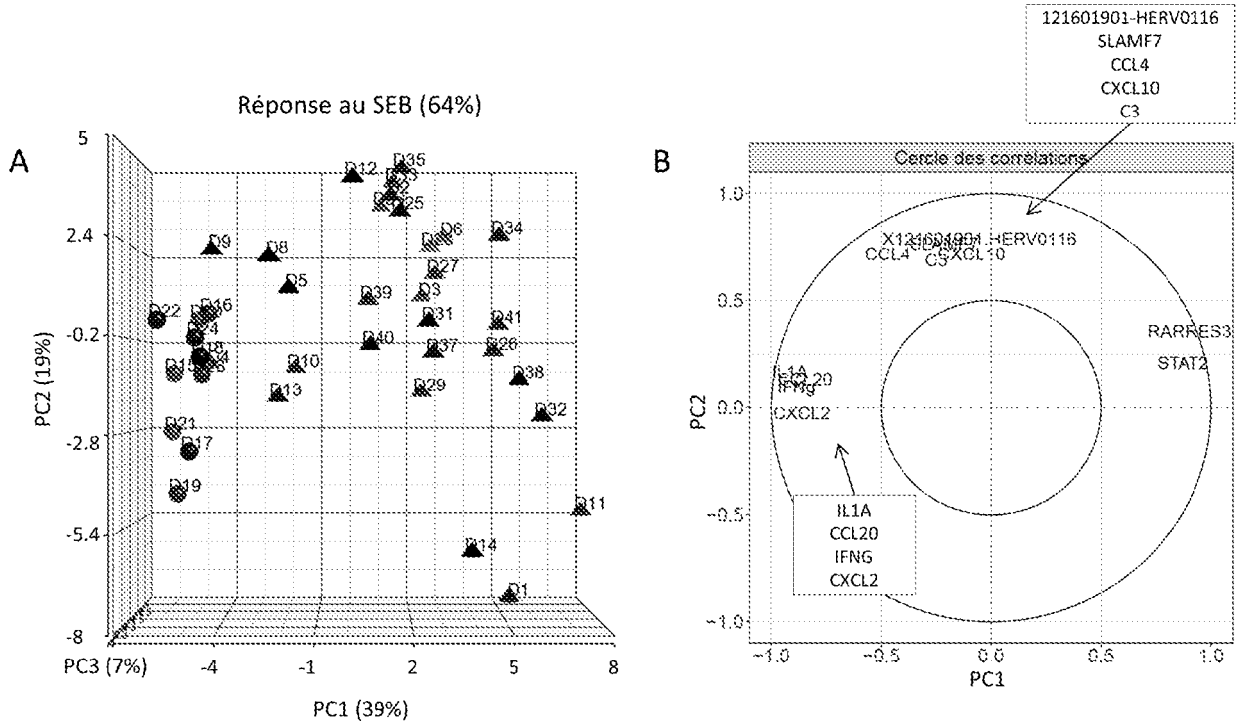 121601901-HERV0116
SLAMF7
CCL4
CXCL10
C3
Réponse au SEB (64%)
A
B
Cercle des corrélations
5
2.4
-0.2
-2.8
-5.4
-8
PC2 (19%)
D12
D35
D25
D9
D8
D6
D34
D5
D27
D39
D3
D22
D16
D31
D41
D40
D37
D26
D10
D13
D29
D38
D32
D21
D17
D19
D11
D14
D1
PC3 (7%)
-4
-1
2
5
8
PC1 (39%)
1.0
0.5
0.0
-0.5
-1.0
PC2
X121601901.HERV0116
CCL4
C3
CXCL10
RARRES3
STAT2
IL1A
CCL20
IFNg
CXCL2
IL1A
CCL20
IFNG
CXCL2
-1.0
-0.5
0.0
0.5
1.0
PC1